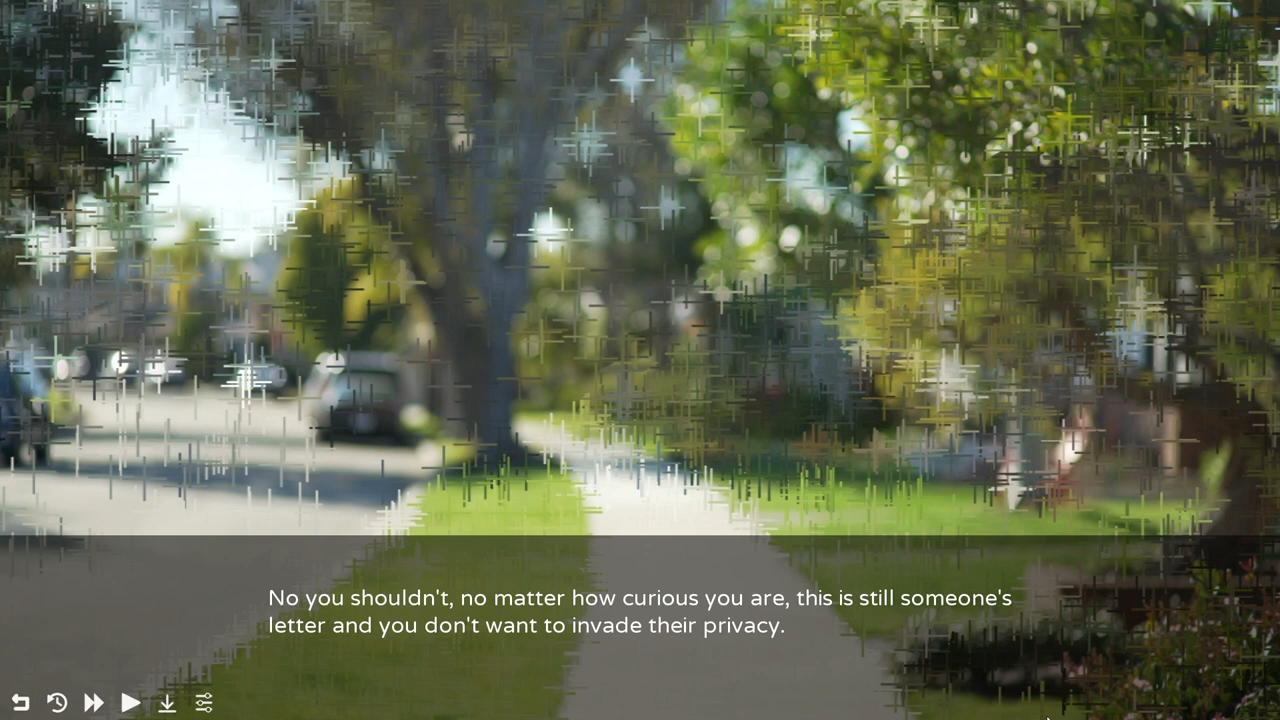 No you shouldn't, no matter how curious you are, this is still someone's
letter and you don't want to invade their privacy.